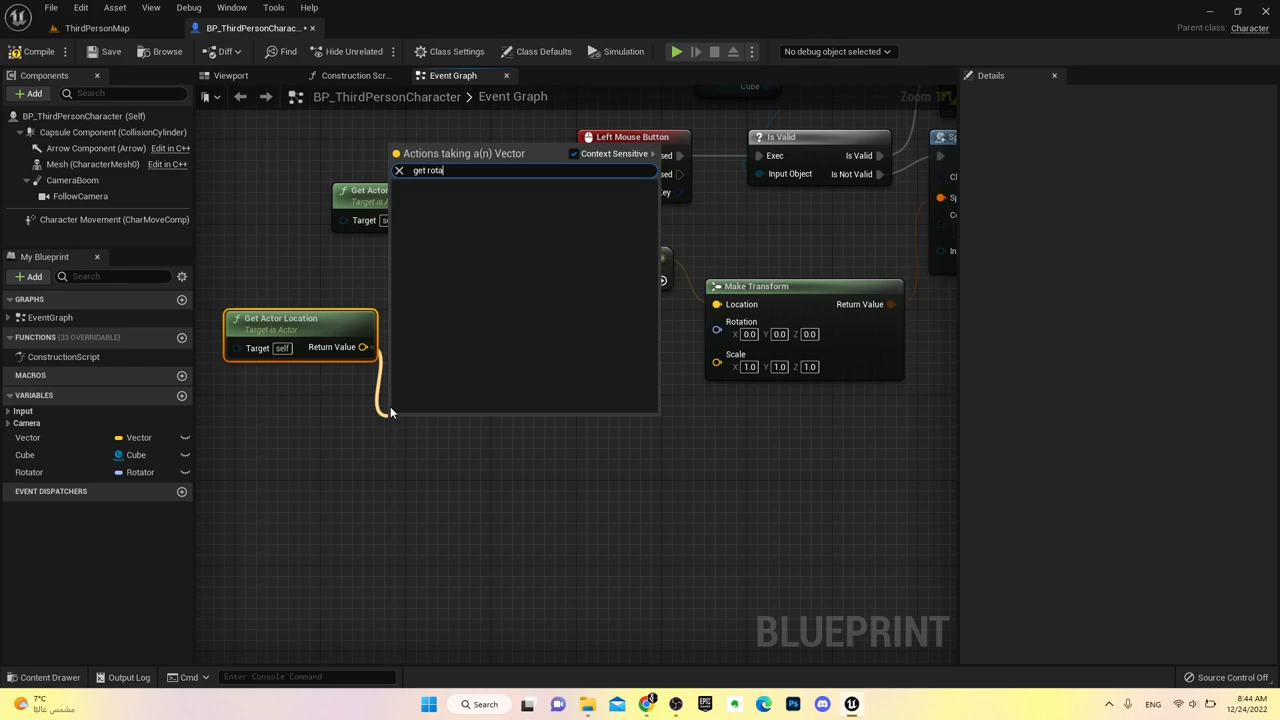 File Edit Asset View Debug Window Tools Help
ThirdPersonMap
BP_ThirdPersonCharac...
Parent class: Character
Compile Save Browse Diff Find Hide Unrelated Class Settings Class Defaults Simulation No debug object selected
Components
Viewport
Construction Scr...
Event Graph
Details
Add Search
BP_ThirdPersonCharacter > Event Graph
Zoom 1:1
BP_ThirdPersonCharacter (Self)
Capsule Component (CollisionCylinder)
Arrow Component (Arrow) Edit in C++
Mesh (CharacterMesh0) Edit in C++
CameraBoom
FollowCamera
Character Movement (CharMoveComp)
My Blueprint
Add Search
GRAPHS
EventGraph
FUNCTIONS (33 OVERRIDABLE)
ConstructionScript
MACROS
VARIABLES
Input
Camera
Vector Vector
Cube Cube
Rotator Rotator
EVENT DISPATCHERS
Cube
Left Mouse Button
Is Valid
Exec Is Valid
Input Object Is Not Valid
Actions taking a(n) Vector Context Sensitive
get rota
Get Actor Location
Target is Actor
Target self Return Value
Make Transform
Location Return Value
Rotation
X 0.0 Y 0.0 Z 0.0
Scale
X 1.0 Y 1.0 Z 1.0
BLUEPRINT
Content Drawer Output Log Cmd Enter Console Command
Source Control Off
7°C
Search
ENG
8:44 AM
12/24/2022